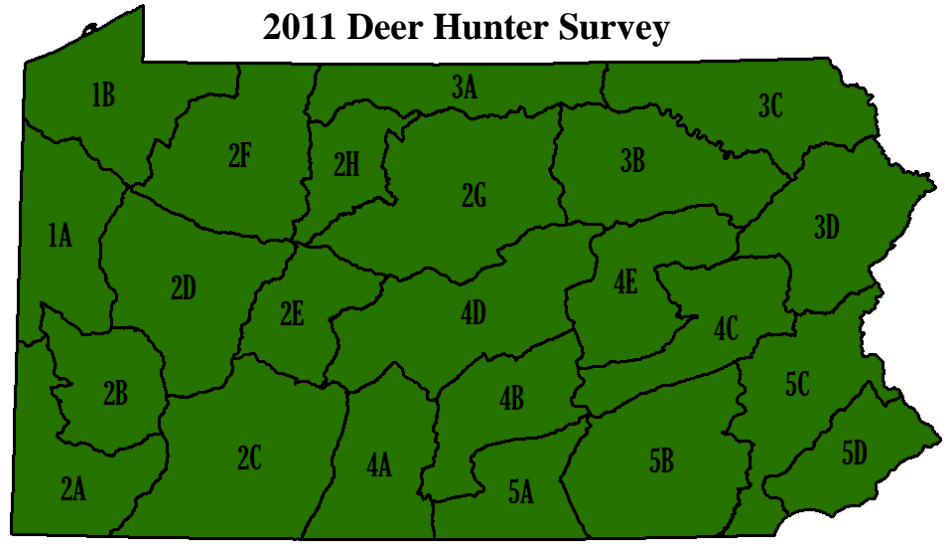 2011 Deer Hunter Survey
1B
3A
3C
2F
2H
3B
2G
1A
3D
2D
2E
4E
4D
4C
2B
4B
5C
2C
4A
5B
5D
2A
5A